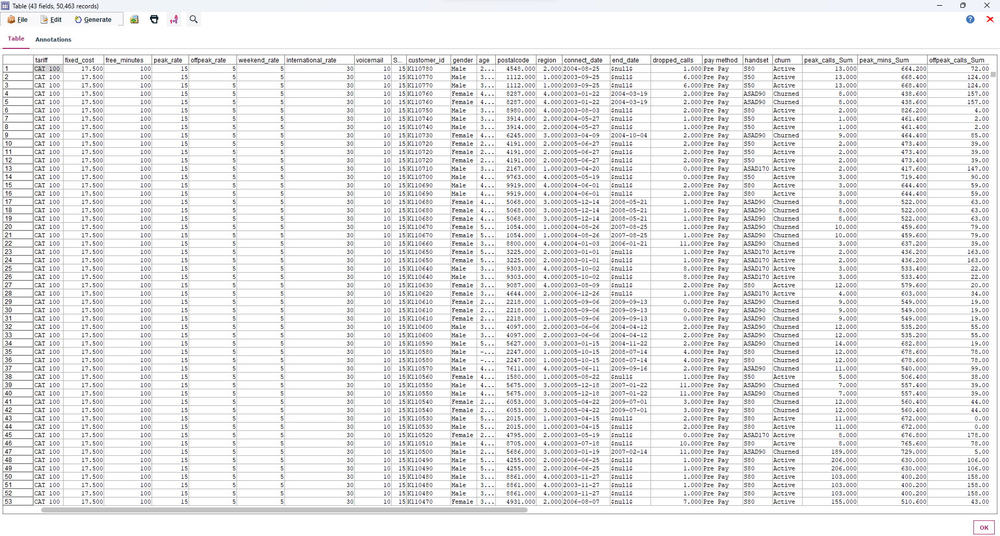 Table (43 fields, 50,463 records)
File Edit Generate
Table Annotations
tariff fixed_cost free_minutes peak_rate offpeak_rate weekend_rate international_rate voicemail S... customer_id gender age postalcode region connect_date end_date dropped_calls pay method handset churn peak_calls_Sum peak_mins_Sum offpeak_calls_Sum
1 CAT 100 17.500 100 15 5 5 30 10 15 K110780 Male 2... 4548.000 2.000 2004-08-25 $null$ 1.000 Pre Pay S80 Active 13.000 664.200 72.00
2 CAT 100 17.500 100 15 5 5 30 10 15 K110770 Male 3... 1112.000 1.000 2003-09-25 $null$ 6.000 Pre Pay S50 Active 13.000 668.400 124.00
3 CAT 100 17.500 100 15 5 5 30 10 15 K110770 Male 3... 1112.000 1.000 2003-09-25 $null$ 6.000 Pre Pay S50 Active 13.000 668.400 124.00
4 CAT 100 17.500 100 15 5 5 30 10 15 K110760 Female 4... 8287.000 4.000 2003-01-22 2004-03-19 2.000 Pre Pay ASAD90 Churned 8.000 438.600 157.00
5 CAT 100 17.500 100 15 5 5 30 10 15 K110760 Female 4... 8287.000 4.000 2003-01-22 2004-03-19 2.000 Pre Pay ASAD90 Churned 8.000 438.600 157.00
6 CAT 100 17.500 100 15 5 5 30 10 15 K110750 Male 3... 8980.000 4.000 2003-08-03 $null$ 2.000 Pre Pay S80 Active 2.000 826.200 4.00
7 CAT 100 17.500 100 15 5 5 30 10 15 K110740 Male 3... 3914.000 2.000 2004-05-27 $null$ 1.000 Pre Pay S50 Active 1.000 461.400 2.00
8 CAT 100 17.500 100 15 5 5 30 10 15 K110740 Male 3... 3914.000 2.000 2004-05-27 $null$ 1.000 Pre Pay S50 Active 1.000 461.400 2.00
9 CAT 100 17.500 100 15 5 5 30 10 15 K110730 Female 4... 6245.000 3.000 2003-04-09 2004-10-04 2.000 Pre Pay ASAD90 Churned 9.000 464.400 85.00
10 CAT 100 17.500 100 15 5 5 30 10 15 K110720 Female 2... 4191.000 2.000 2005-06-27 $null$ 2.000 Pre Pay S50 Active 2.000 473.400 39.00
11 CAT 100 17.500 100 15 5 5 30 10 15 K110720 Female 2... 4191.000 2.000 2005-06-27 $null$ 2.000 Pre Pay S50 Active 2.000 473.400 39.00
12 CAT 100 17.500 100 15 5 5 30 10 15 K110720 Female 2... 4191.000 2.000 2005-06-27 $null$ 2.000 Pre Pay S50 Active 2.000 473.400 39.00
13 CAT 100 17.500 100 15 5 5 30 10 15 K110710 Male 3... 2167.000 1.000 2003-04-20 $null$ 0.000 Pre Pay ASAD170 Active 2.000 417.600 147.00
14 CAT 100 17.500 100 15 5 5 30 10 15 K110700 Male 4... 9763.000 4.000 2005-05-19 $null$ 0.000 Pre Pay S50 Active 3.000 719.400 90.00
15 CAT 100 17.500 100 15 5 5 30 10 15 K110690 Male 4... 9919.000 4.000 2004-06-01 $null$ 2.000 Pre Pay S80 Active 3.000 644.400 59.00
16 CAT 100 17.500 100 15 5 5 30 10 15 K110690 Male 4... 9919.000 4.000 2004-06-01 $null$ 2.000 Pre Pay S80 Active 3.000 644.400 59.00
17 CAT 100 17.500 100 15 5 5 30 10 15 K110680 Female 4... 5068.000 3.000 2005-12-14 2008-05-21 1.000 Pre Pay ASAD90 Churned 8.000 522.000 63.00
18 CAT 100 17.500 100 15 5 5 30 10 15 K110680 Female 4... 5068.000 3.000 2005-12-14 2008-05-21 1.000 Pre Pay ASAD90 Churned 8.000 522.000 63.00
19 CAT 100 17.500 100 15 5 5 30 10 15 K110680 Female 4... 5068.000 3.000 2005-12-14 2008-05-21 1.000 Pre Pay ASAD90 Churned 8.000 522.000 63.00
20 CAT 100 17.500 100 15 5 5 30 10 15 K110670 Female 5... 1054.000 1.000 2004-08-26 2007-08-25 1.000 Pre Pay ASAD90 Churned 10.000 459.600 79.00
21 CAT 100 17.500 100 15 5 5 30 10 15 K110670 Female 5... 1054.000 1.000 2004-08-26 2007-08-25 1.000 Pre Pay ASAD90 Churned 10.000 459.600 79.00
22 CAT 100 17.500 100 15 5 5 30 10 15 K110660 Female 3... 8800.000 4.000 2004-01-03 2006-01-21 11.000 Pre Pay ASAD90 Churned 3.000 637.200 39.00
23 CAT 100 17.500 100 15 5 5 30 10 15 K110650 Female 5... 3225.000 2.000 2003-01-01 $null$ 1.000 Pre Pay ASAD170 Active 2.000 436.200 163.00
24 CAT 100 17.500 100 15 5 5 30 10 15 K110650 Female 5... 3225.000 2.000 2003-01-01 $null$ 1.000 Pre Pay ASAD170 Active 2.000 436.200 163.00
25 CAT 100 17.500 100 15 5 5 30 10 15 K110640 Male 3... 9303.000 4.000 2005-10-02 $null$ 8.000 Pre Pay ASAD170 Active 3.000 533.400 22.00
26 CAT 100 17.500 100 15 5 5 30 10 15 K110640 Male 3... 9303.000 4.000 2005-10-02 $null$ 8.000 Pre Pay ASAD170 Active 3.000 533.400 22.00
27 CAT 100 17.500 100 15 5 5 30 10 15 K110630 Female 3... 9087.000 4.000 2003-08-09 $null$ 2.000 Pre Pay S80 Active 12.000 579.600 20.00
28 CAT 100 17.500 100 15 5 5 30 10 15 K110620 Female 3... 4644.000 2.000 2006-12-26 $null$ 1.000 Pre Pay ASAD170 Active 4.000 603.000 34.00
29 CAT 100 17.500 100 15 5 5 30 10 15 K110610 Female 2... 2218.000 1.000 2005-09-06 2009-09-13 0.000 Pre Pay ASAD90 Churned 9.000 549.000 19.00
30 CAT 100 17.500 100 15 5 5 30 10 15 K110610 Female 2... 2218.000 1.000 2005-09-06 2009-09-13 0.000 Pre Pay ASAD90 Churned 9.000 549.000 19.00
31 CAT 100 17.500 100 15 5 5 30 10 15 K110610 Female 2... 2218.000 1.000 2005-09-06 2009-09-13 0.000 Pre Pay ASAD90 Churned 9.000 549.000 19.00
32 CAT 100 17.500 100 15 5 5 30 10 15 K110600 Male 3... 4097.000 2.000 2003-06-06 2004-04-12 2.000 Pre Pay ASAD90 Churned 12.000 535.200 55.00
33 CAT 100 17.500 100 15 5 5 30 10 15 K110600 Male 3... 4097.000 2.000 2003-06-06 2004-04-12 2.000 Pre Pay ASAD90 Churned 12.000 535.200 55.00
34 CAT 100 17.500 100 15 5 5 30 10 15 K110590 Male 5... 5627.000 3.000 2003-01-15 2004-11-22 2.000 Pre Pay ASAD90 Churned 14.000 682.800 19.00
35 CAT 100 17.500 100 15 5 5 30 10 15 K110580 Male -... 2247.000 1.000 2005-10-15 2008-07-14 4.000 Pre Pay S80 Churned 12.000 678.600 78.00
36 CAT 100 17.500 100 15 5 5 30 10 15 K110580 Male -... 2247.000 1.000 2005-10-15 2008-07-14 4.000 Pre Pay S80 Churned 12.000 678.600 78.00
37 CAT 100 17.500 100 15 5 5 30 10 15 K110570 Male 4... 7611.000 4.000 2005-06-11 2009-09-16 2.000 Pre Pay ASAD90 Churned 11.000 540.000 99.00
38 CAT 100 17.500 100 15 5 5 30 10 15 K110560 Female 4... 1580.000 1.000 2005-08-22 $null$ 1.000 Pre Pay S50 Active 5.000 506.400 38.00
39 CAT 100 17.500 100 15 5 5 30 10 15 K110550 Male 4... 5675.000 3.000 2005-12-18 2007-01-22 11.000 Pre Pay ASAD90 Churned 7.000 557.400 39.00
40 CAT 100 17.500 100 15 5 5 30 10 15 K110550 Male 4... 5675.000 3.000 2005-12-18 2007-01-22 11.000 Pre Pay ASAD90 Churned 7.000 557.400 39.00
41 CAT 100 17.500 100 15 5 5 30 10 15 K110540 Female 2... 6053.000 3.000 2005-04-22 2009-07-01 3.000 Pre Pay S80 Churned 12.000 560.400 44.00
42 CAT 100 17.500 100 15 5 5 30 10 15 K110540 Female 2... 6053.000 3.000 2005-04-22 2009-07-01 3.000 Pre Pay S80 Churned 12.000 560.400 44.00
43 CAT 100 17.500 100 15 5 5 30 10 15 K110530 Male 5... 2015.000 1.000 2003-04-15 $null$ 2.000 Pre Pay S80 Active 11.000 672.000 0.00
44 CAT 100 17.500 100 15 5 5 30 10 15 K110530 Male 5... 2015.000 1.000 2003-04-15 $null$ 2.000 Pre Pay S80 Active 11.000 672.000 0.00
45 CAT 100 17.500 100 15 5 5 30 10 15 K110520 Female 2... 4795.000 2.000 2003-05-19 $null$ 0.000 Pre Pay ASAD170 Active 8.000 676.800 178.00
46 CAT 100 17.500 100 15 5 5 30 10 15 K110510 Male 4... 8705.000 4.000 2003-07-18 $null$ 10.000 Pre Pay S80 Active 8.000 765.600 78.00
47 CAT 100 17.500 100 15 5 5 30 10 15 K110500 Male 2... 5686.000 3.000 2003-01-19 2007-02-14 11.000 Pre Pay ASAD90 Churned 189.000 729.000 5.00
48 CAT 100 17.500 100 15 5 5 30 10 15 K110490 Male 5... 4255.000 2.000 2006-06-25 $null$ 1.000 Pre Pay S80 Active 206.000 630.000 106.00
49 CAT 100 17.500 100 15 5 5 30 10 15 K110490 Male 5... 4255.000 2.000 2006-06-25 $null$ 1.000 Pre Pay S80 Active 206.000 630.000 106.00
50 CAT 100 17.500 100 15 5 5 30 10 15 K110480 Male 3... 8861.000 4.000 2003-11-27 $null$ 1.000 Pre Pay S80 Active 103.000 400.200 158.00
51 CAT 100 17.500 100 15 5 5 30 10 15 K110480 Male 3... 8861.000 4.000 2003-11-27 $null$ 1.000 Pre Pay S80 Active 103.000 400.200 158.00
52 CAT 100 17.500 100 15 5 5 30 10 15 K110480 Male 3... 8861.000 4.000 2003-11-27 $null$ 1.000 Pre Pay S80 Active 103.000 400.200 158.00
53 CAT 100 17.500 100 15 5 5 30 10 15 K110470 Female 3... 4931.000 2.000 2006-08-07 $null$ 7.000 Pre Pay S80 Active 155.000 510.600 43.00
OK